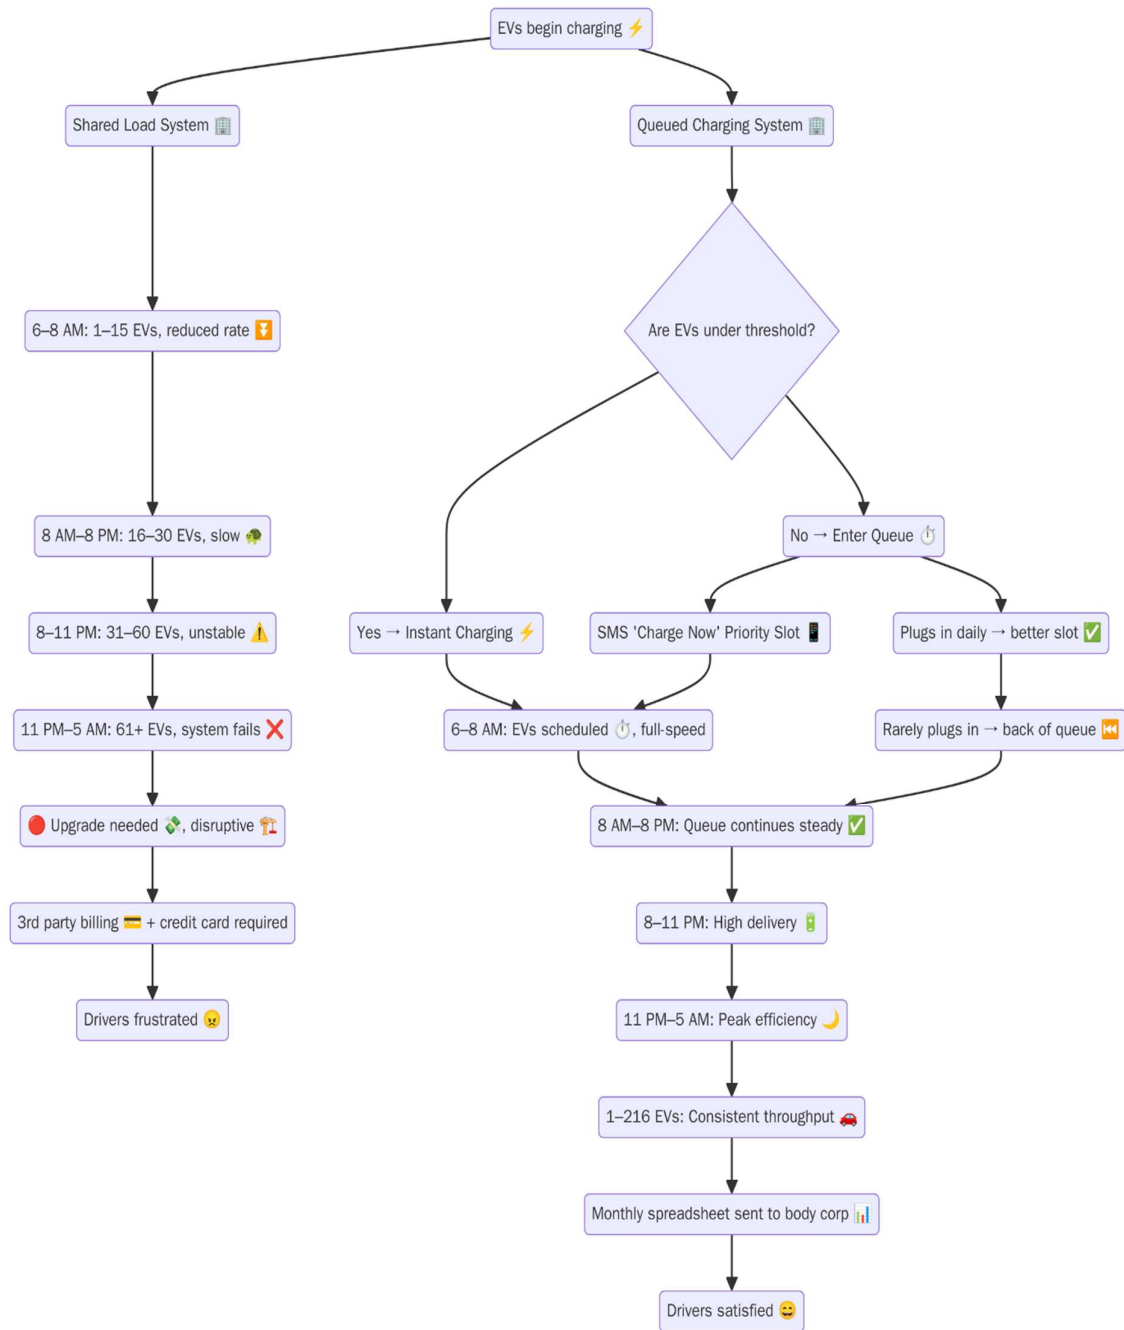 EVs begin charging ⚡
Shared Load System 🏢
Queued Charging System 🏢
6–8 AM: 1–15 EVs, reduced rate ⏬
Are EVs under threshold?
8 AM–8 PM: 16–30 EVs, slow 🐢
No → Enter Queue ⏱️
8–11 PM: 31–60 EVs, unstable ⚠️
Yes → Instant Charging ⚡
SMS 'Charge Now' Priority Slot 📱
Plugs in daily → better slot ✅
11 PM–5 AM: 61+ EVs, system fails ❌
6–8 AM: EVs scheduled ⏱️, full-speed
Rarely plugs in → back of queue ⏮️
🔴 Upgrade needed 💸, disruptive 🏗️
8 AM–8 PM: Queue continues steady ✅
3rd party billing 💳 + credit card required
8–11 PM: High delivery 🔋
Drivers frustrated 😠
11 PM–5 AM: Peak efficiency 🌙
1–216 EVs: Consistent throughput 🚗
Monthly spreadsheet sent to body corp 📊
Drivers satisfied 😄